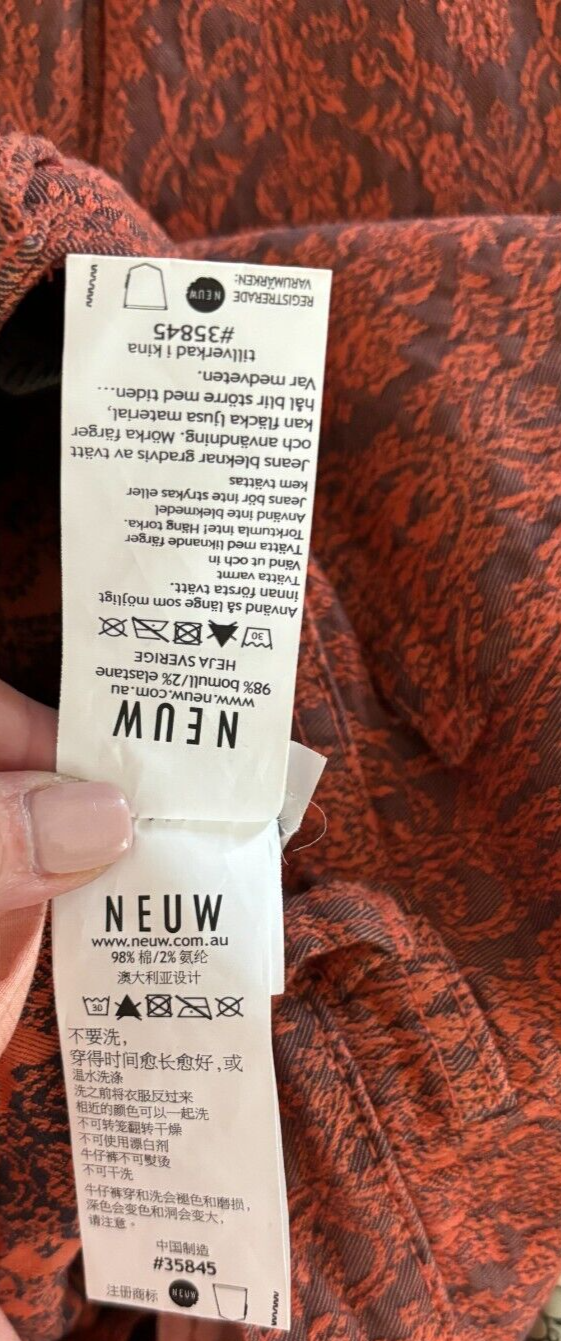 NEUW
www.neuw.com.au
98% bomull/2% elastane
HEJA SVERIGE
30
Använd så länge som möjligt
innan första tvätt.
Tvätta varmt
Vänd ut och in
Tvätta med liknande färger
Torktumla inte! Häng torka.
Använd inte blekmedel
Jeans bör inte strykas eller
kem tvättas
Jeans bleknar gradvis av tvätt
och användning. Mörka färger
kan fläcka ljusa material,
hål blir större med tiden...
Var medveten.
tillverkad i kina
#35845
REGISTRERADE
VARUMÄRKEN:
NEUW
NEUW
www.neuw.com.au
98% 棉/2% 氨纶
澳大利亚设计
30
不要洗，
穿得时间愈长愈好，或
温水洗涤
洗之前将衣服反过来
相近的颜色可以一起洗
不可转笼翻转干燥
不可使用漂白剂
牛仔裤不可熨烫
不可干洗
牛仔裤穿和洗会褪色和磨损，
深色会变色和洞会变大，
请注意。
中国制造
#35845
注册商标
NEUW